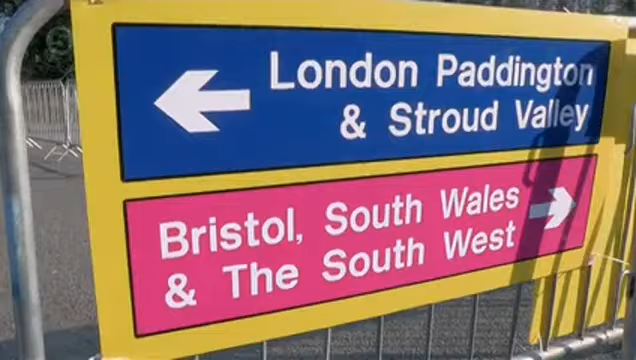 London Paddington
& Stroud Valley
Bristol, South Wales
& The South West